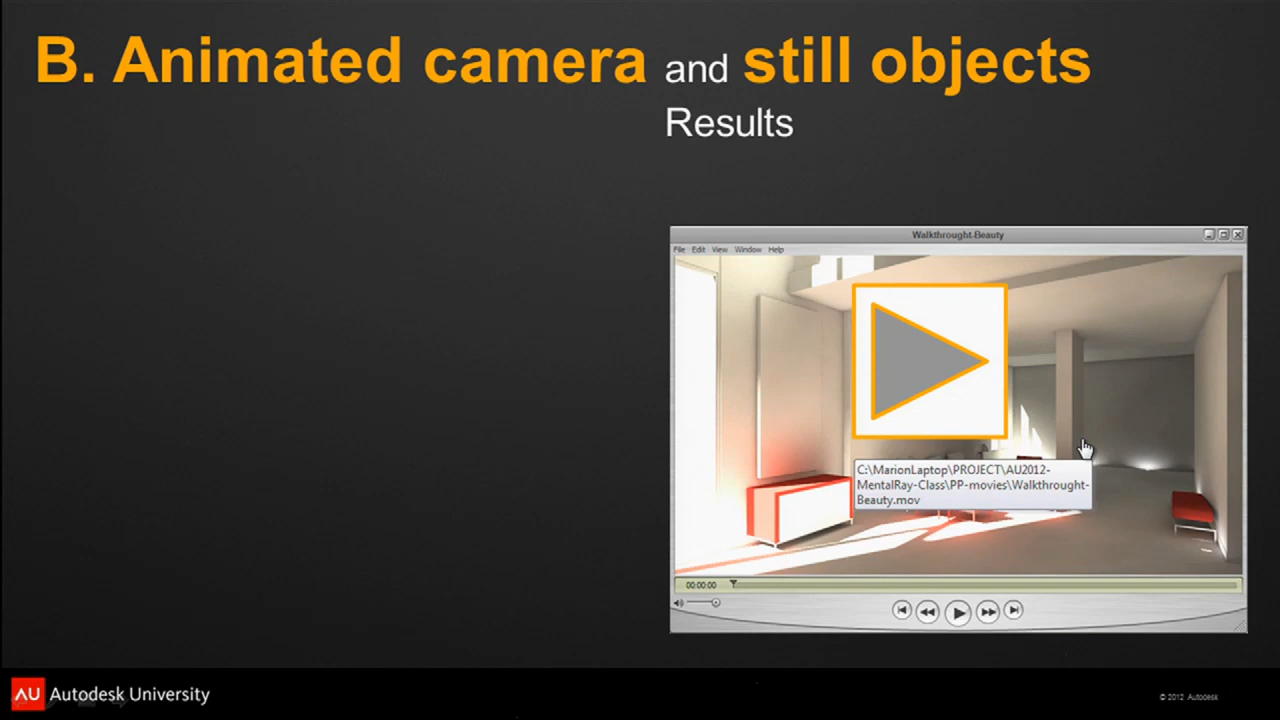 B. Animated camera and still objects
Results
Walkthrought-Beauty
File Edit View Window Help
C:\MarionLaptop\PROJECT\AU2012-
MentalRay-Class\PP-movies\Walkthrought-
Beauty.mov
00:00:00
AU Autodesk University
© 2012 Autodesk